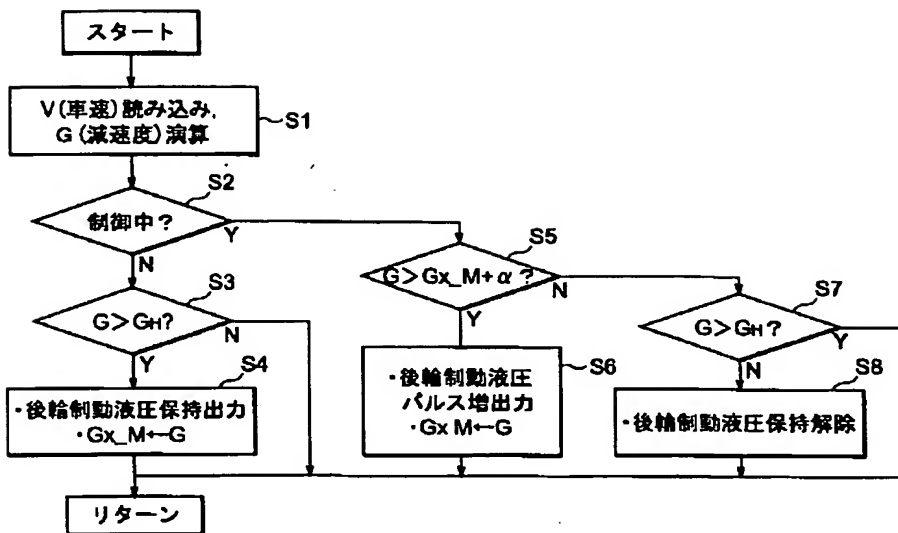 スタート
V(車速)読み込み,
G(減速度)演算
S1
S2
制御中?
Y
N
S3
G>GH?
N
Y
S4
・後輪制動液圧保持出力
・Gx_M←G
S5
G>Gx_M+α?
N
Y
S6
・後輪制動液圧
パルス増出力
・Gx M←G
S7
G>GH?
Y
N
S8
・後輪制動液圧保持解除
リターン